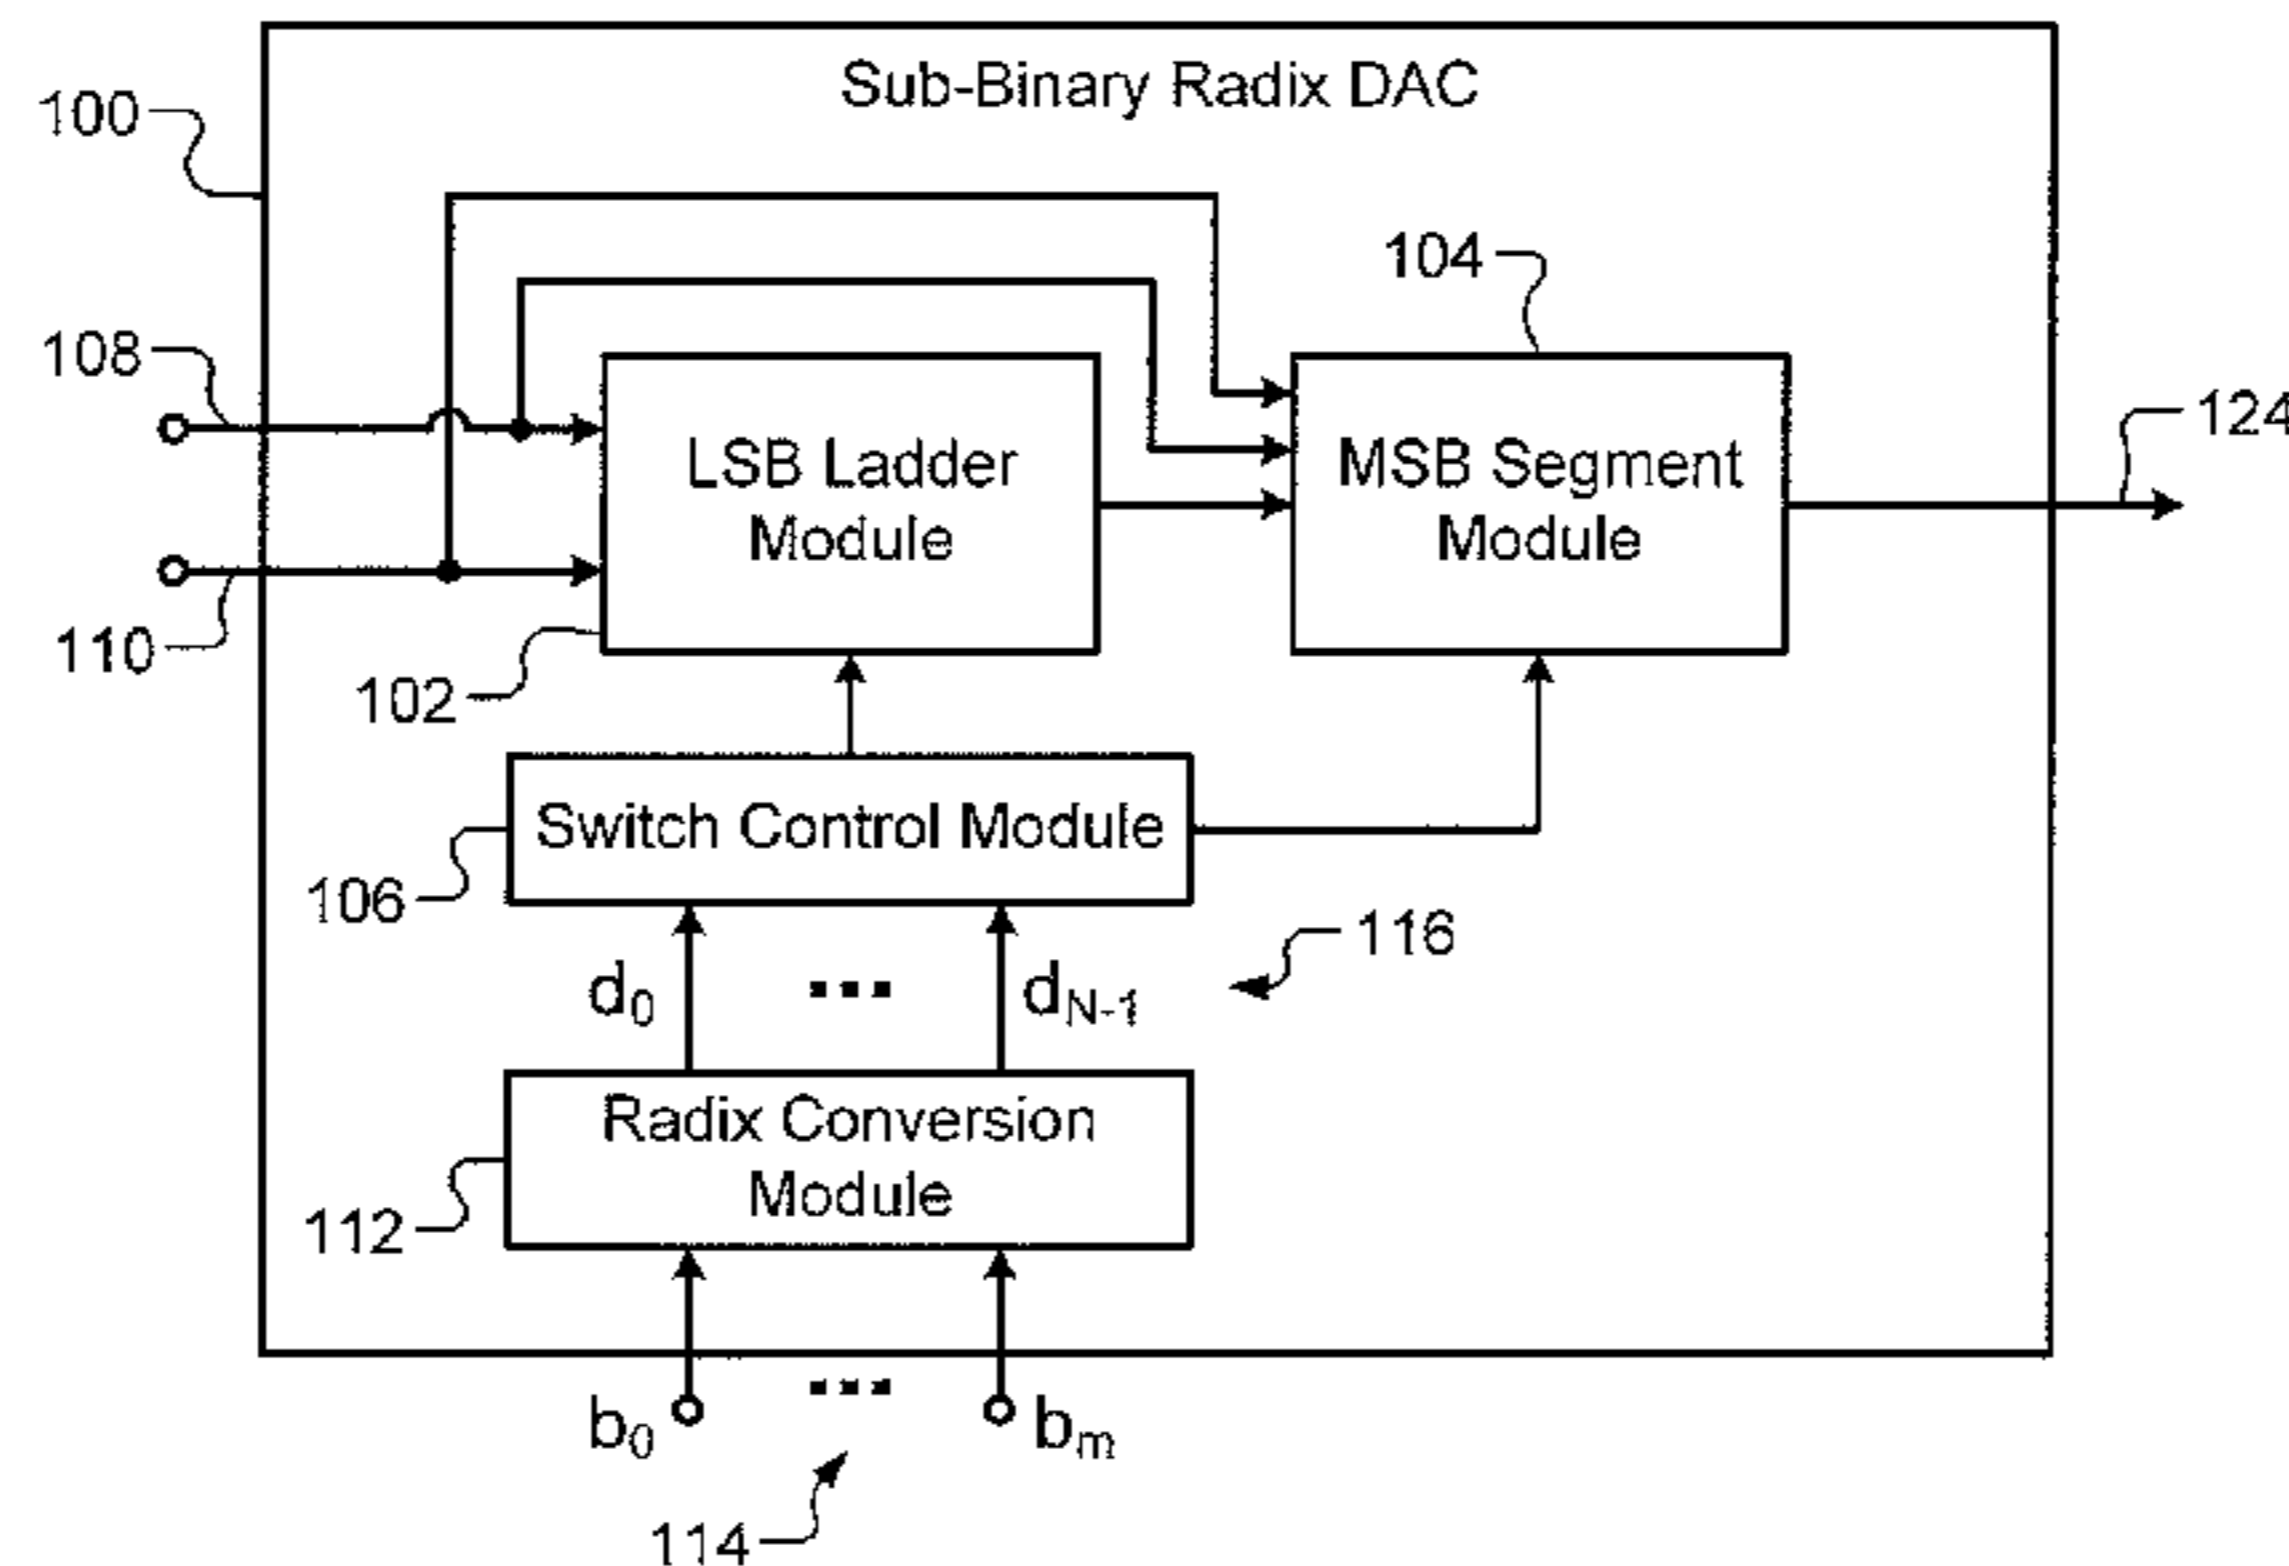 Sub-Binary Radix DAC
100
104
108
124
LSB Ladder
Module
MSB Segment
Module
110
102
Switch Control Module
106
116
d0
...
dN-1
Radix Conversion
Module
112
b0
...
bm
114